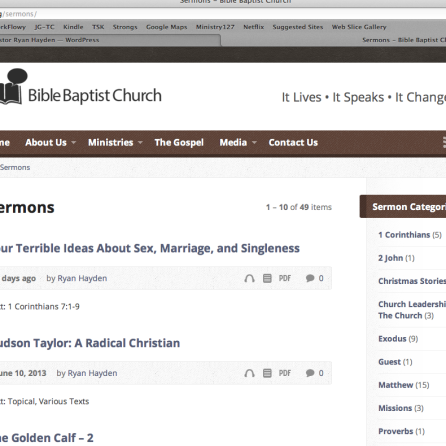 Sermons – Bible Baptist Church
/sermons/
rkFlowy JG-TC Kindle TSK Strongs Google Maps Ministry127 Netflix Suggested Sites Web Slice Gallery
stor Ryan Hayden — WordPress
Sermons – Bible Baptist Ch
Bible Baptist Church
It Lives • It Speaks • It Change
me About Us Ministries The Gospel Media Contact Us
Sermons
ermons
1 – 10 of 49 items
Sermon Categori
ur Terrible Ideas About Sex, Marriage, and Singleness
days ago by Ryan Hayden PDF 0
t: 1 Corinthians 7:1-9
udson Taylor: A Radical Christian
une 10, 2013 by Ryan Hayden PDF 0
t: Topical, Various Texts
e Golden Calf – 2
1 Corinthians (5)
2 John (1)
Christmas Stories
Church Leadershi
The Church (3)
Exodus (9)
Guest (1)
Matthew (15)
Missions (3)
Proverbs (1)